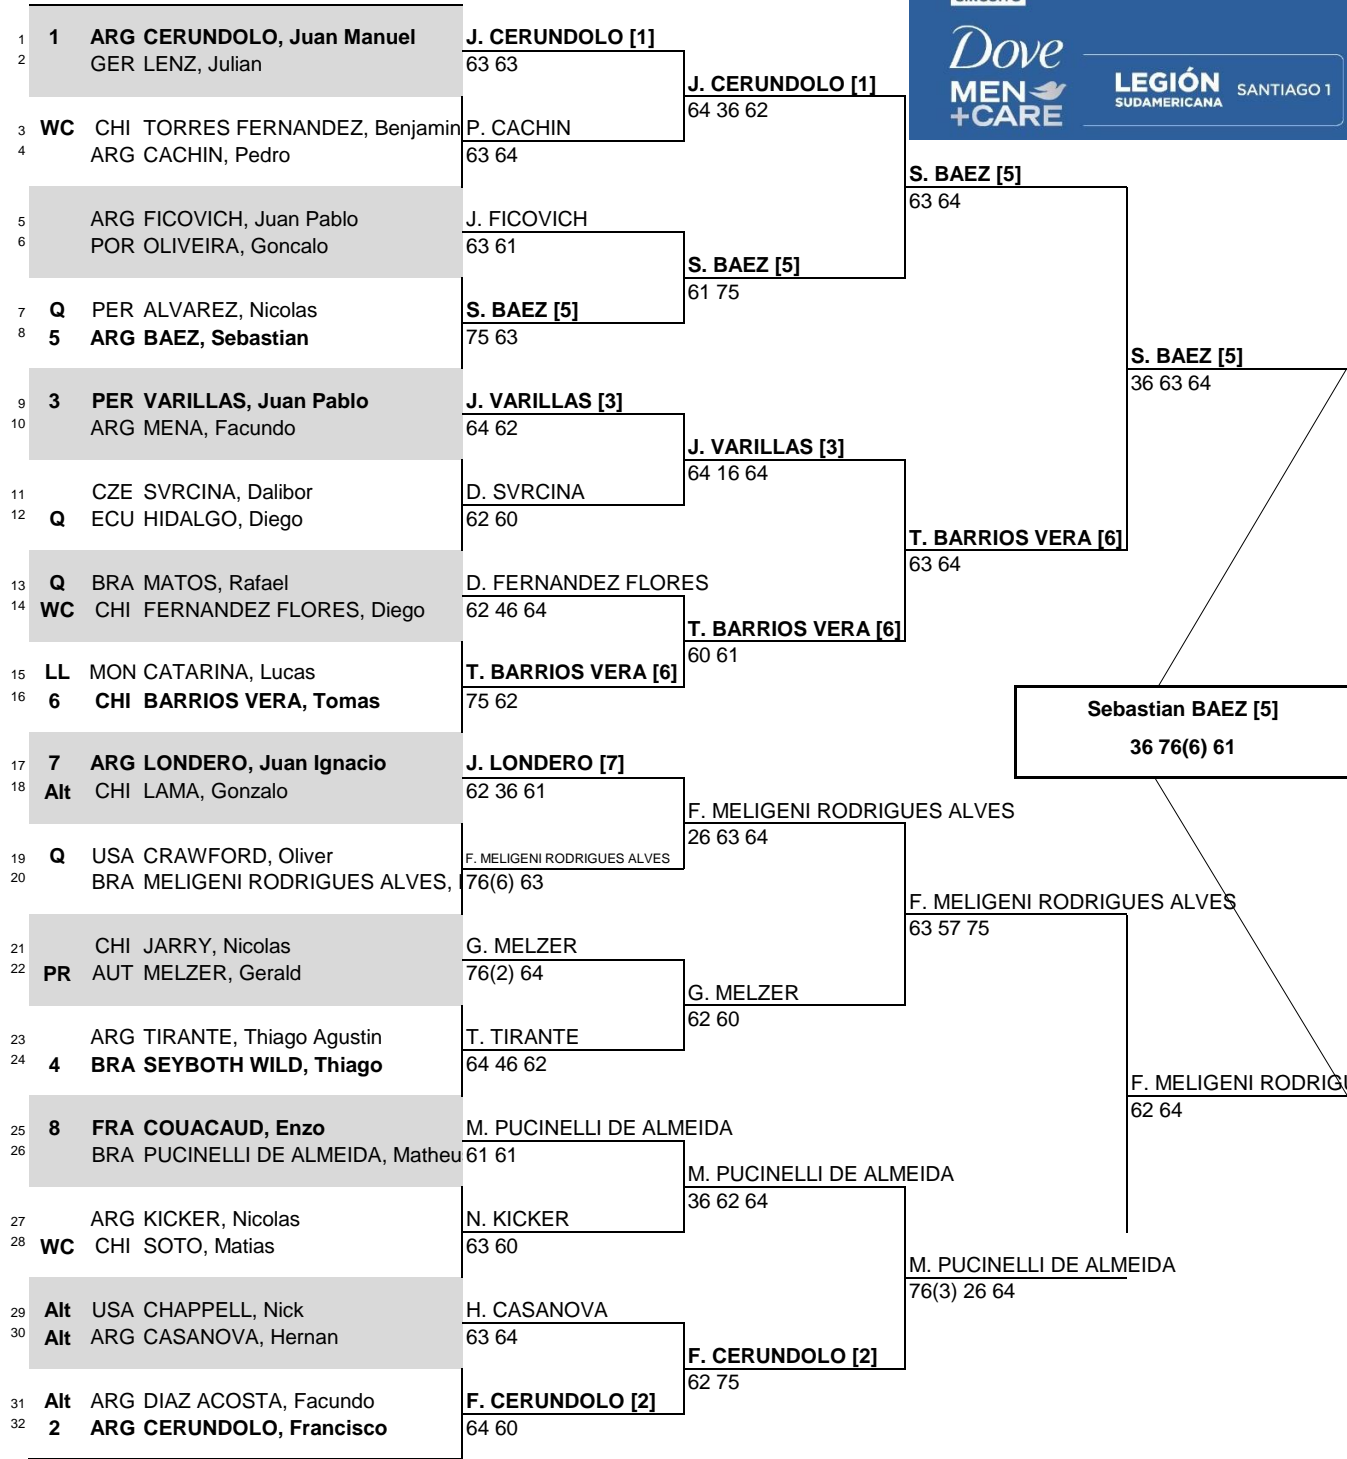 Dove
MEN
+CARE
LEGIÓN
SUDAMERICANA
SANTIAGO 1
1 1 ARG CERUNDOLO, Juan Manuel
2 GER LENZ, Julian
3 WC CHI TORRES FERNANDEZ, Benjamin
4 ARG CACHIN, Pedro
5 ARG FICOVICH, Juan Pablo
6 POR OLIVEIRA, Goncalo
7 Q PER ALVAREZ, Nicolas
8 5 ARG BAEZ, Sebastian
9 3 PER VARILLAS, Juan Pablo
10 ARG MENA, Facundo
11 CZE SVRCINA, Dalibor
12 Q ECU HIDALGO, Diego
13 Q BRA MATOS, Rafael
14 WC CHI FERNANDEZ FLORES, Diego
15 LL MON CATARINA, Lucas
16 6 CHI BARRIOS VERA, Tomas
17 7 ARG LONDERO, Juan Ignacio
18 Alt CHI LAMA, Gonzalo
19 Q USA CRAWFORD, Oliver
20 BRA MELIGENI RODRIGUES ALVES,
21 CHI JARRY, Nicolas
22 PR AUT MELZER, Gerald
23 ARG TIRANTE, Thiago Agustin
24 4 BRA SEYBOTH WILD, Thiago
25 8 FRA COUACAUD, Enzo
26 BRA PUCINELLI DE ALMEIDA, Matheu
27 ARG KICKER, Nicolas
28 WC CHI SOTO, Matias
29 Alt USA CHAPPELL, Nick
30 Alt ARG CASANOVA, Hernan
31 Alt ARG DIAZ ACOSTA, Facundo
32 2 ARG CERUNDOLO, Francisco
J. CERUNDOLO [1]
63 63
P. CACHIN
63 64
J. FICOVICH
63 61
S. BAEZ [5]
75 63
J. VARILLAS [3]
64 62
D. SVRCINA
62 60
D. FERNANDEZ FLORES
62 46 64
T. BARRIOS VERA [6]
75 62
J. LONDERO [7]
62 36 61
F. MELIGENI RODRIGUES ALVES
76(6) 63
G. MELZER
76(2) 64
T. TIRANTE
64 46 62
M. PUCINELLI DE ALMEIDA
61 61
N. KICKER
63 60
H. CASANOVA
63 64
F. CERUNDOLO [2]
64 60
J. CERUNDOLO [1]
64 36 62
S. BAEZ [5]
61 75
J. VARILLAS [3]
64 16 64
T. BARRIOS VERA [6]
60 61
F. MELIGENI RODRIGUES ALVES
26 63 64
G. MELZER
62 60
M. PUCINELLI DE ALMEIDA
36 62 64
F. CERUNDOLO [2]
62 75
S. BAEZ [5]
63 64
T. BARRIOS VERA [6]
63 64
F. MELIGENI RODRIGUES ALVES
63 57 75
M. PUCINELLI DE ALMEIDA
76(3) 26 64
S. BAEZ [5]
36 63 64
F. MELIGENI RODRIGU
62 64
Sebastian BAEZ [5]
36 76(6) 61